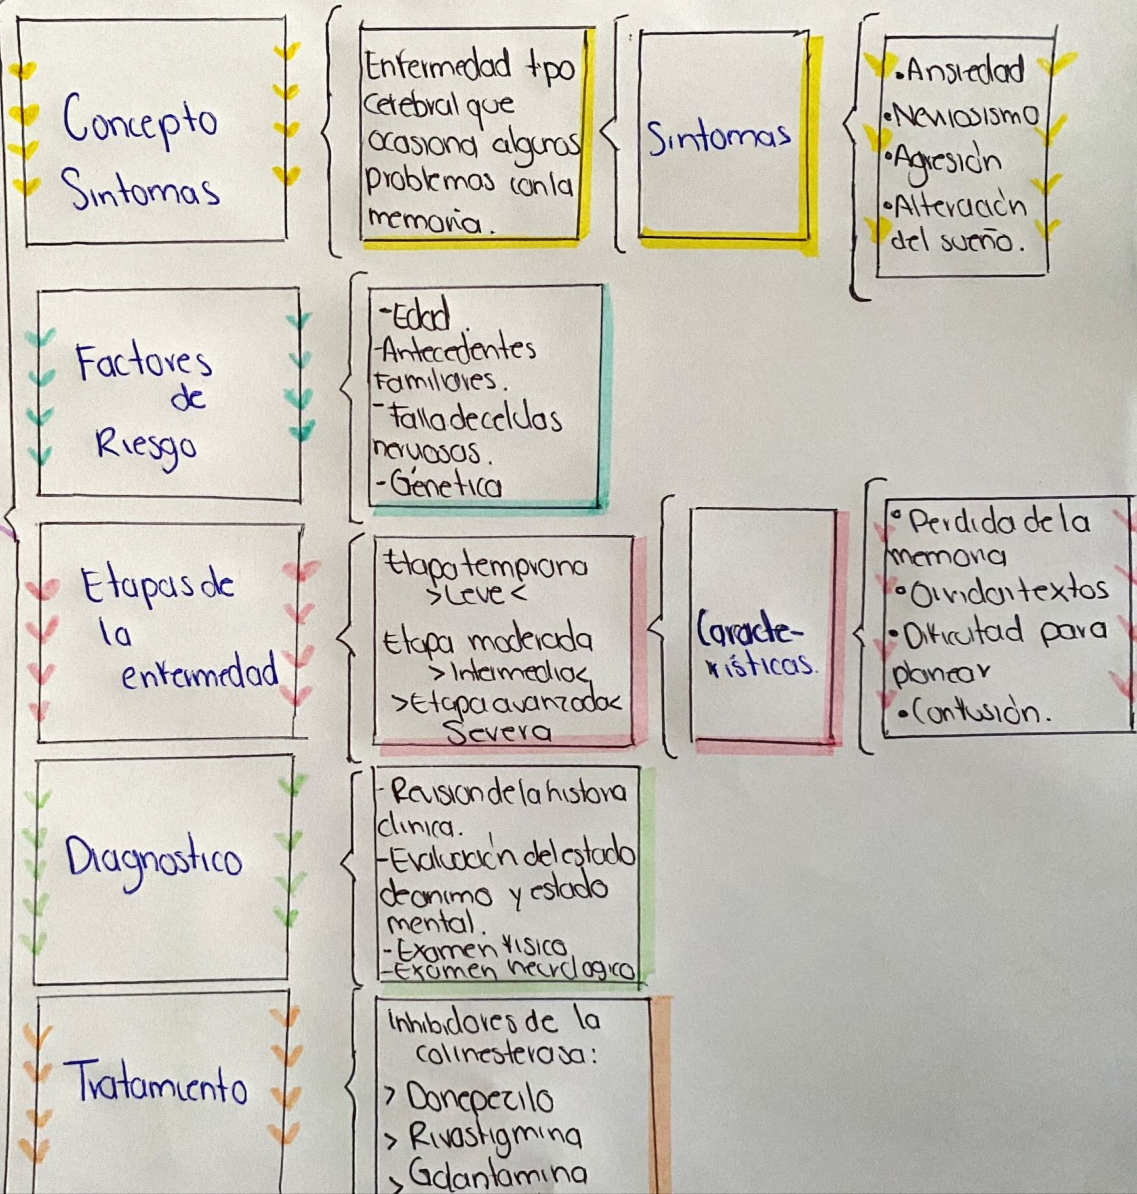 Concepto
Sintomas
Enfermedad tipo
Cerebral que
ocasiona algunos
problemas con la
memoria.
Sintomas
•Ansiedad
•Nerviosismo
•Agresión
•Alteración
del sueño.
Factores
de
Riesgo
-Edad.
-Antecedentes
Familiares.
-Falla de celulas
nerviosas.
-Génetica
Etapas de
la
enfermedad
Etapa temprana
>Leve<
Etapa moderada
>Intermedia<
>Etapa avanzada<
Severa
Caracte-
rísticas.
•Perdida de la
memoria
•Olvidan textos
•Dificultad para
planear
•Confusión.
Diagnostico
-Revision de la historia
clinica.
-Evaluación del estado
de animo y estado
mental.
-Examen fisico
-Examen neurologico
Tratamiento
Inhibidores de la
colinesterasa:
> Donepezilo
> Rivastigmina
> Galantamina